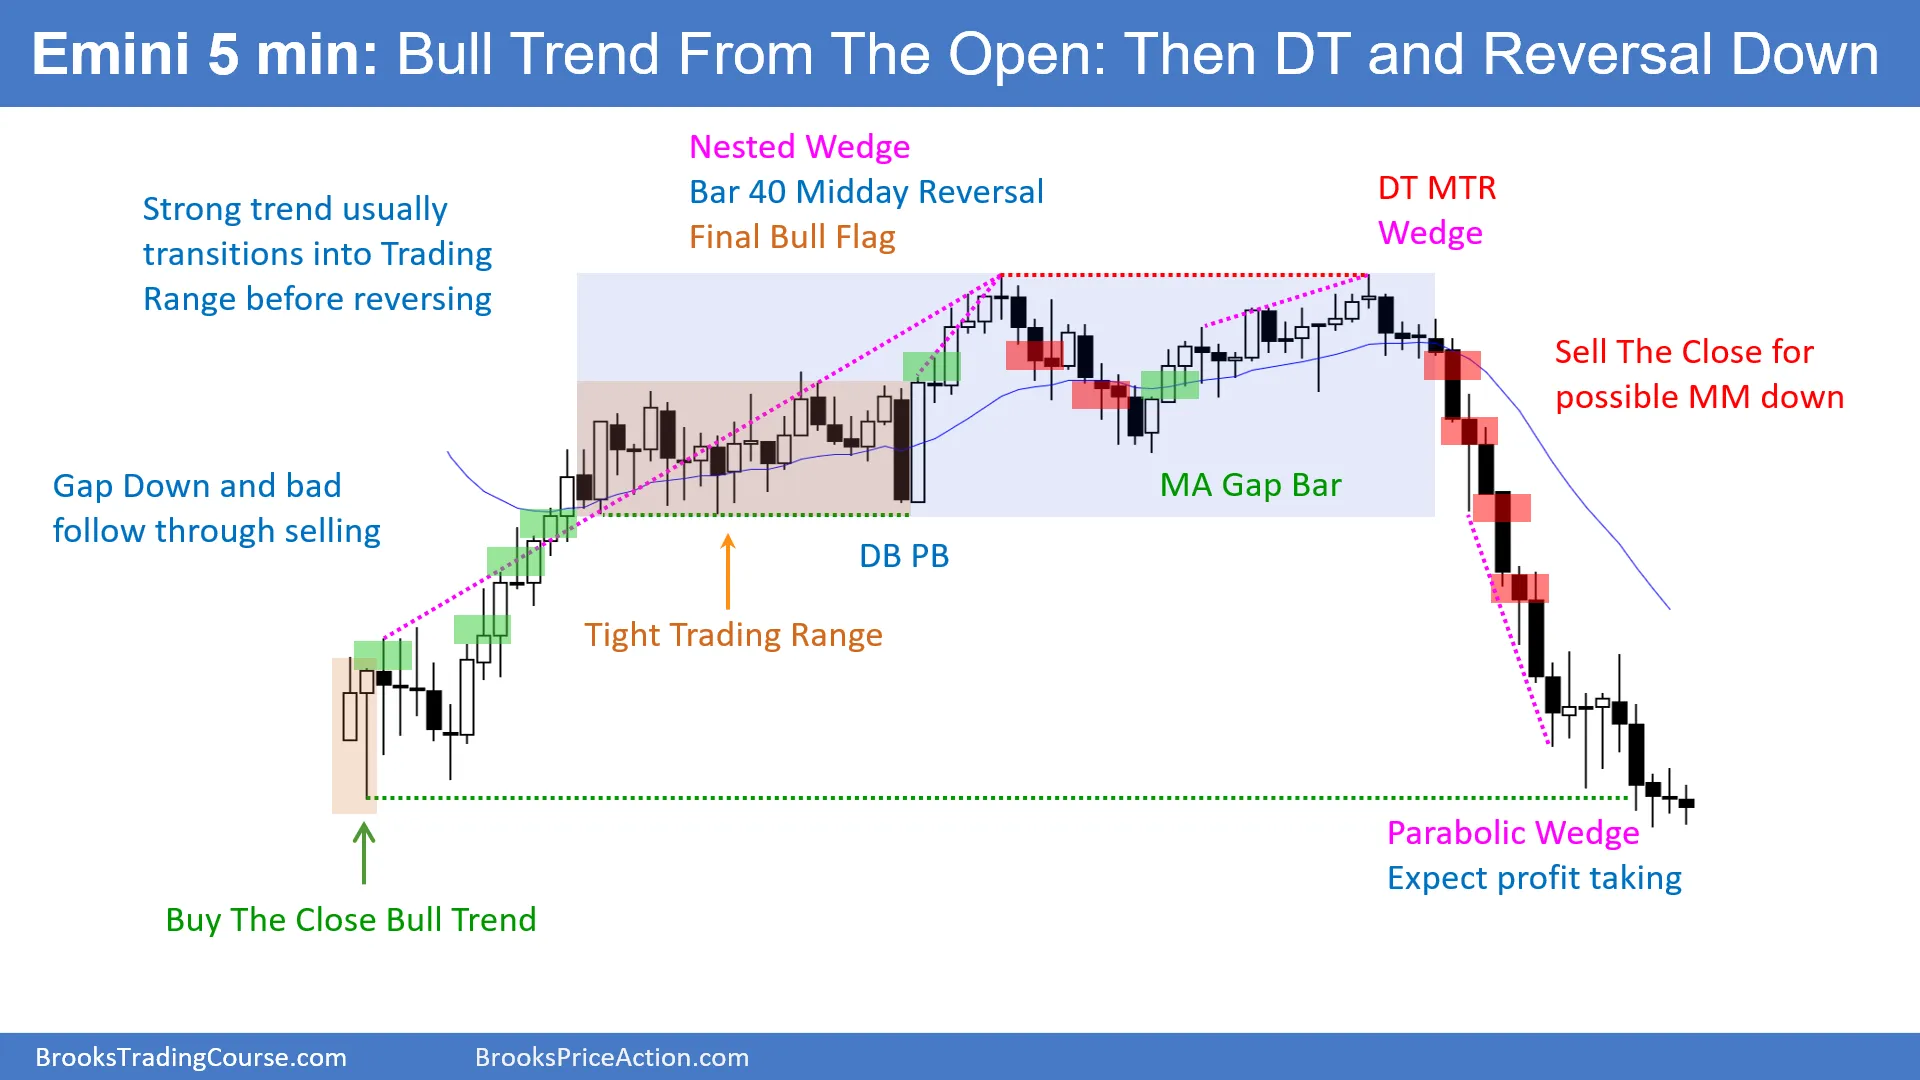 Emini 5 min: Bull Trend From The Open: Then DT and Reversal Down
Nested Wedge
Bar 40 Midday Reversal
Final Bull Flag
DT MTR
Wedge
Strong trend usually
transitions into Trading
Range before reversing
Sell The Close for
possible MM down
Gap Down and bad
follow through selling
MA Gap Bar
DB PB
Tight Trading Range
Parabolic Wedge
Expect profit taking
Buy The Close Bull Trend
BrooksTradingCourse.com
BrooksPriceAction.com